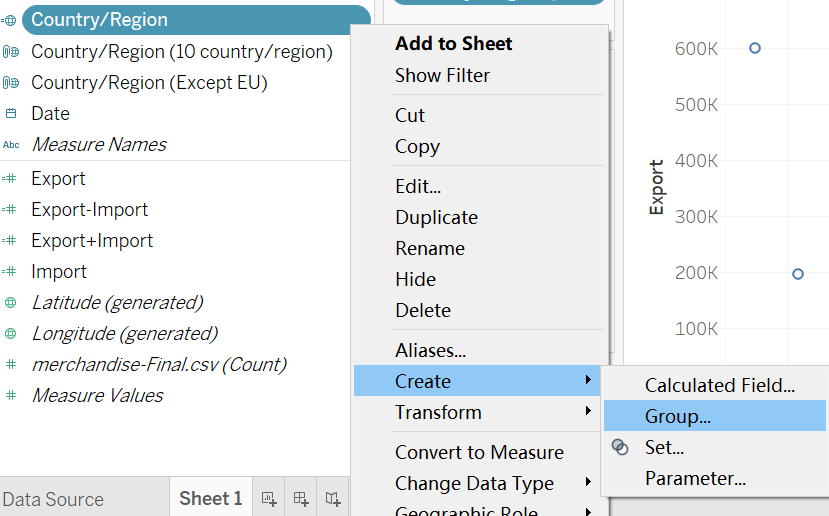 Country/Region
Country/Region (10 country/region)
Country/Region (Except EU)
Date
Abc
Measure Names
Export
Export-Import
Export+Import
Import
Latitude (generated)
Longitude (generated)
merchandise-Final.csv (Count)
Measure Values
Data Source
Sheet 1
Add to Sheet
Show Filter
Cut
Copy
Edit...
Duplicate
Rename
Hide
Delete
Aliases...
Create
Transform
Convert to Measure
Change Data Type
Geographic Role
Calculated Field...
Group...
Set...
Parameter...
Export
600K
500K
400K
300K
200K
100K